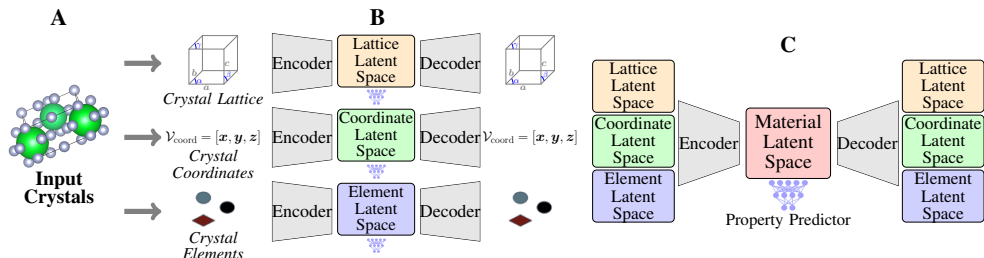 A
B
C
Input
Crystals
b
c
a
α
β
γ
Crystal Lattice
Encoder
Lattice
Latent
Space
Decoder
b
c
a
α
β
γ
𝒱coord = [x, y, z]
Crystal
Coordinates
Encoder
Coordinate
Latent
Space
Decoder
𝒱coord = [x, y, z]
Crystal
Elements
Encoder
Element
Latent
Space
Decoder
Lattice
Latent
Space
Coordinate
Latent
Space
Element
Latent
Space
Encoder
Material
Latent
Space
Property Predictor
Decoder
Lattice
Latent
Space
Coordinate
Latent
Space
Element
Latent
Space